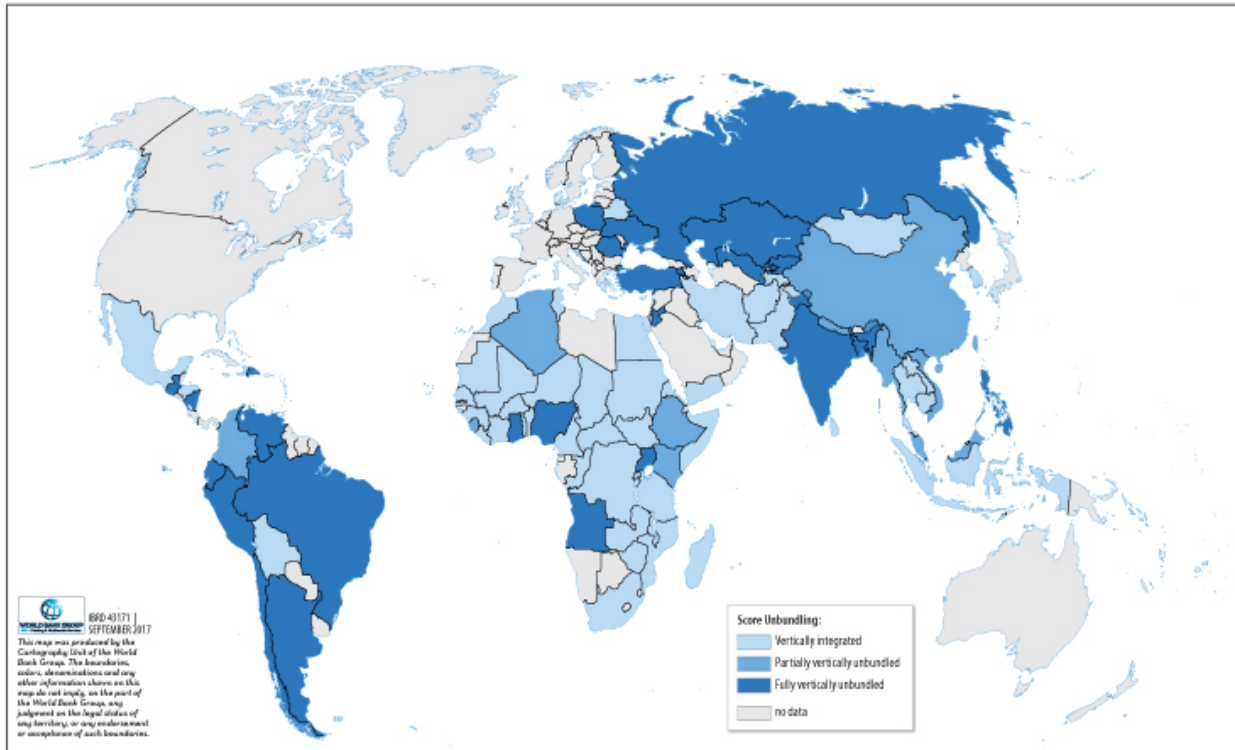 WORLD BANK GROUP
IBRD 43171 |
SEPTEMBER 2017
This map was produced by the
Cartography Unit of the World
Bank Group. The boundaries,
colors, denominations and any
other information shown on this
map do not imply, on the part of
the World Bank Group, any
judgment on the legal status of
any territory, or any endorsement
or acceptance of such boundaries.
Score Unbundling:
Vertically integrated
Partially vertically unbundled
Fully vertically unbundled
no data